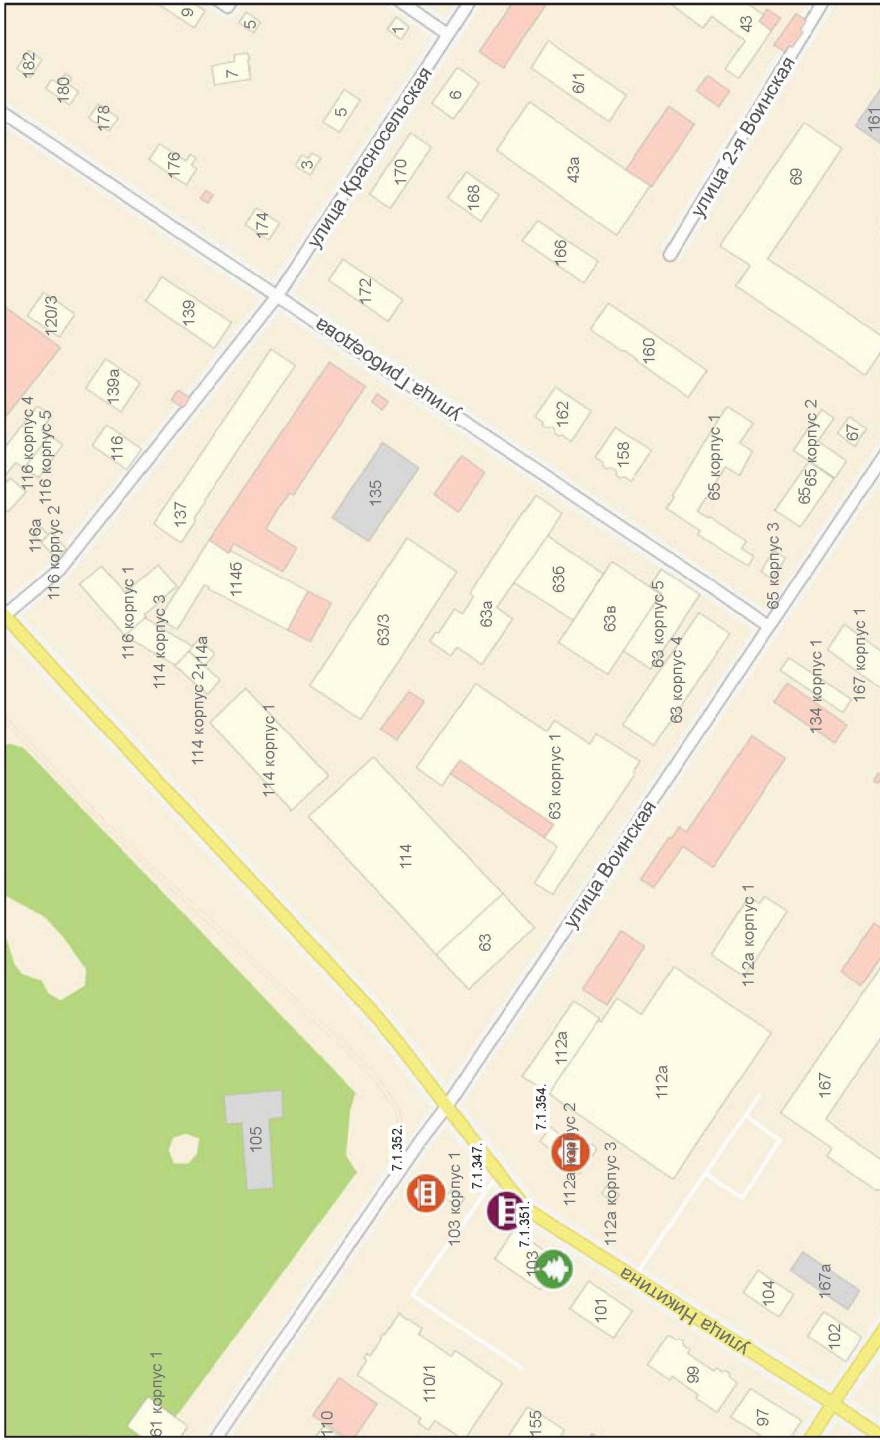 9
5
1
43
182
180
178
7
5
6
6/1
161
улица Красносельская
улица 2-я Воинская
176
3
170
43а
69
174
168
166
120/3
139
172
160
139а
116 корпус 4
116 корпус 5
116
116а
116 корпус 2
улица Грибоедова
162
158
137
135
65 корпус 1
65
65 корпус 2
67
65 корпус 3
116 корпус 1
114 корпус 3
114б
63/3
63а
63б
63в
63 корпус 5
63 корпус 4
114а
114 корпус 2
114 корпус 1
134 корпус 1
167 корпус 1
63 корпус 1
114
улица Воинская
63
112а корпус 1
112а
112а
167
105
7.1.352.
7.1.347.
7.1.354.
7.1.351.
103 корпус 1
112а корпус 2
112а корпус 3
103
101
улица Никитина
104
167а
102
99
97
110/1
110
155
61 корпус 1